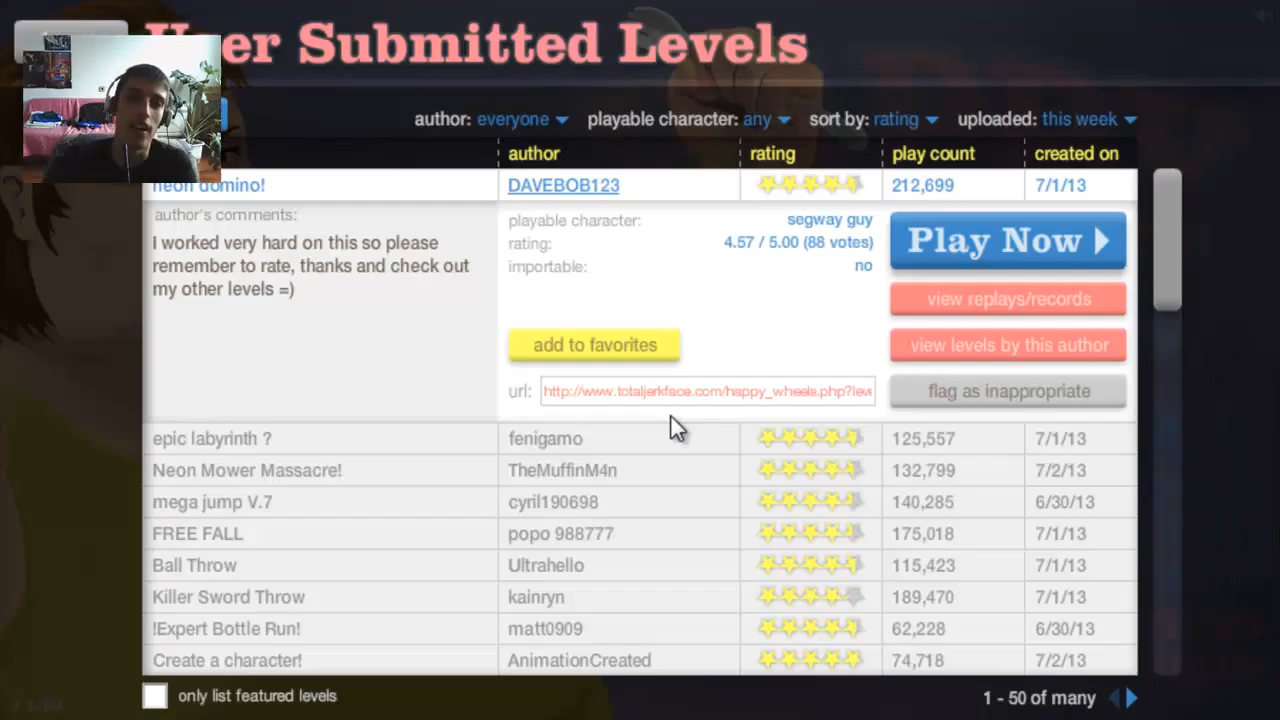 er Submitted Levels
author: everyone playable character: any sort by: rating uploaded: this week
author rating play count created on
neon domino! DAVEBOB123 212,699 7/1/13
author's comments:
I worked very hard on this so please
remember to rate, thanks and check out
my other levels =)
playable character: segway guy
rating: 4.57 / 5.00 (88 votes)
importable: no
add to favorites
url: http://www.totaljerkface.com/happy_wheels.php?lev
Play Now
view replays/records
view levels by this author
flag as inappropriate
epic labyrinth ? fenigamo 125,557 7/1/13
Neon Mower Massacre! TheMuffinM4n 132,799 7/2/13
mega jump V.7 cyril190698 140,285 6/30/13
FREE FALL popo 988777 175,018 7/1/13
Ball Throw Ultrahello 115,423 7/1/13
Killer Sword Throw kainryn 189,470 7/1/13
!Expert Bottle Run! matt0909 62,228 6/30/13
Create a character! AnimationCreated 74,718 7/2/13
only list featured levels 1 - 50 of many